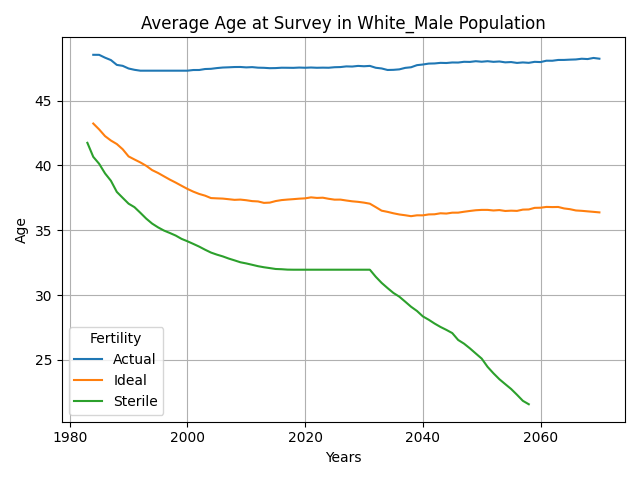 Average Age at Survey in White_Male Population
Age
45
40
35
30
25
Fertility
Actual
Ideal
Sterile
1980
2000
2020
2040
2060
Years